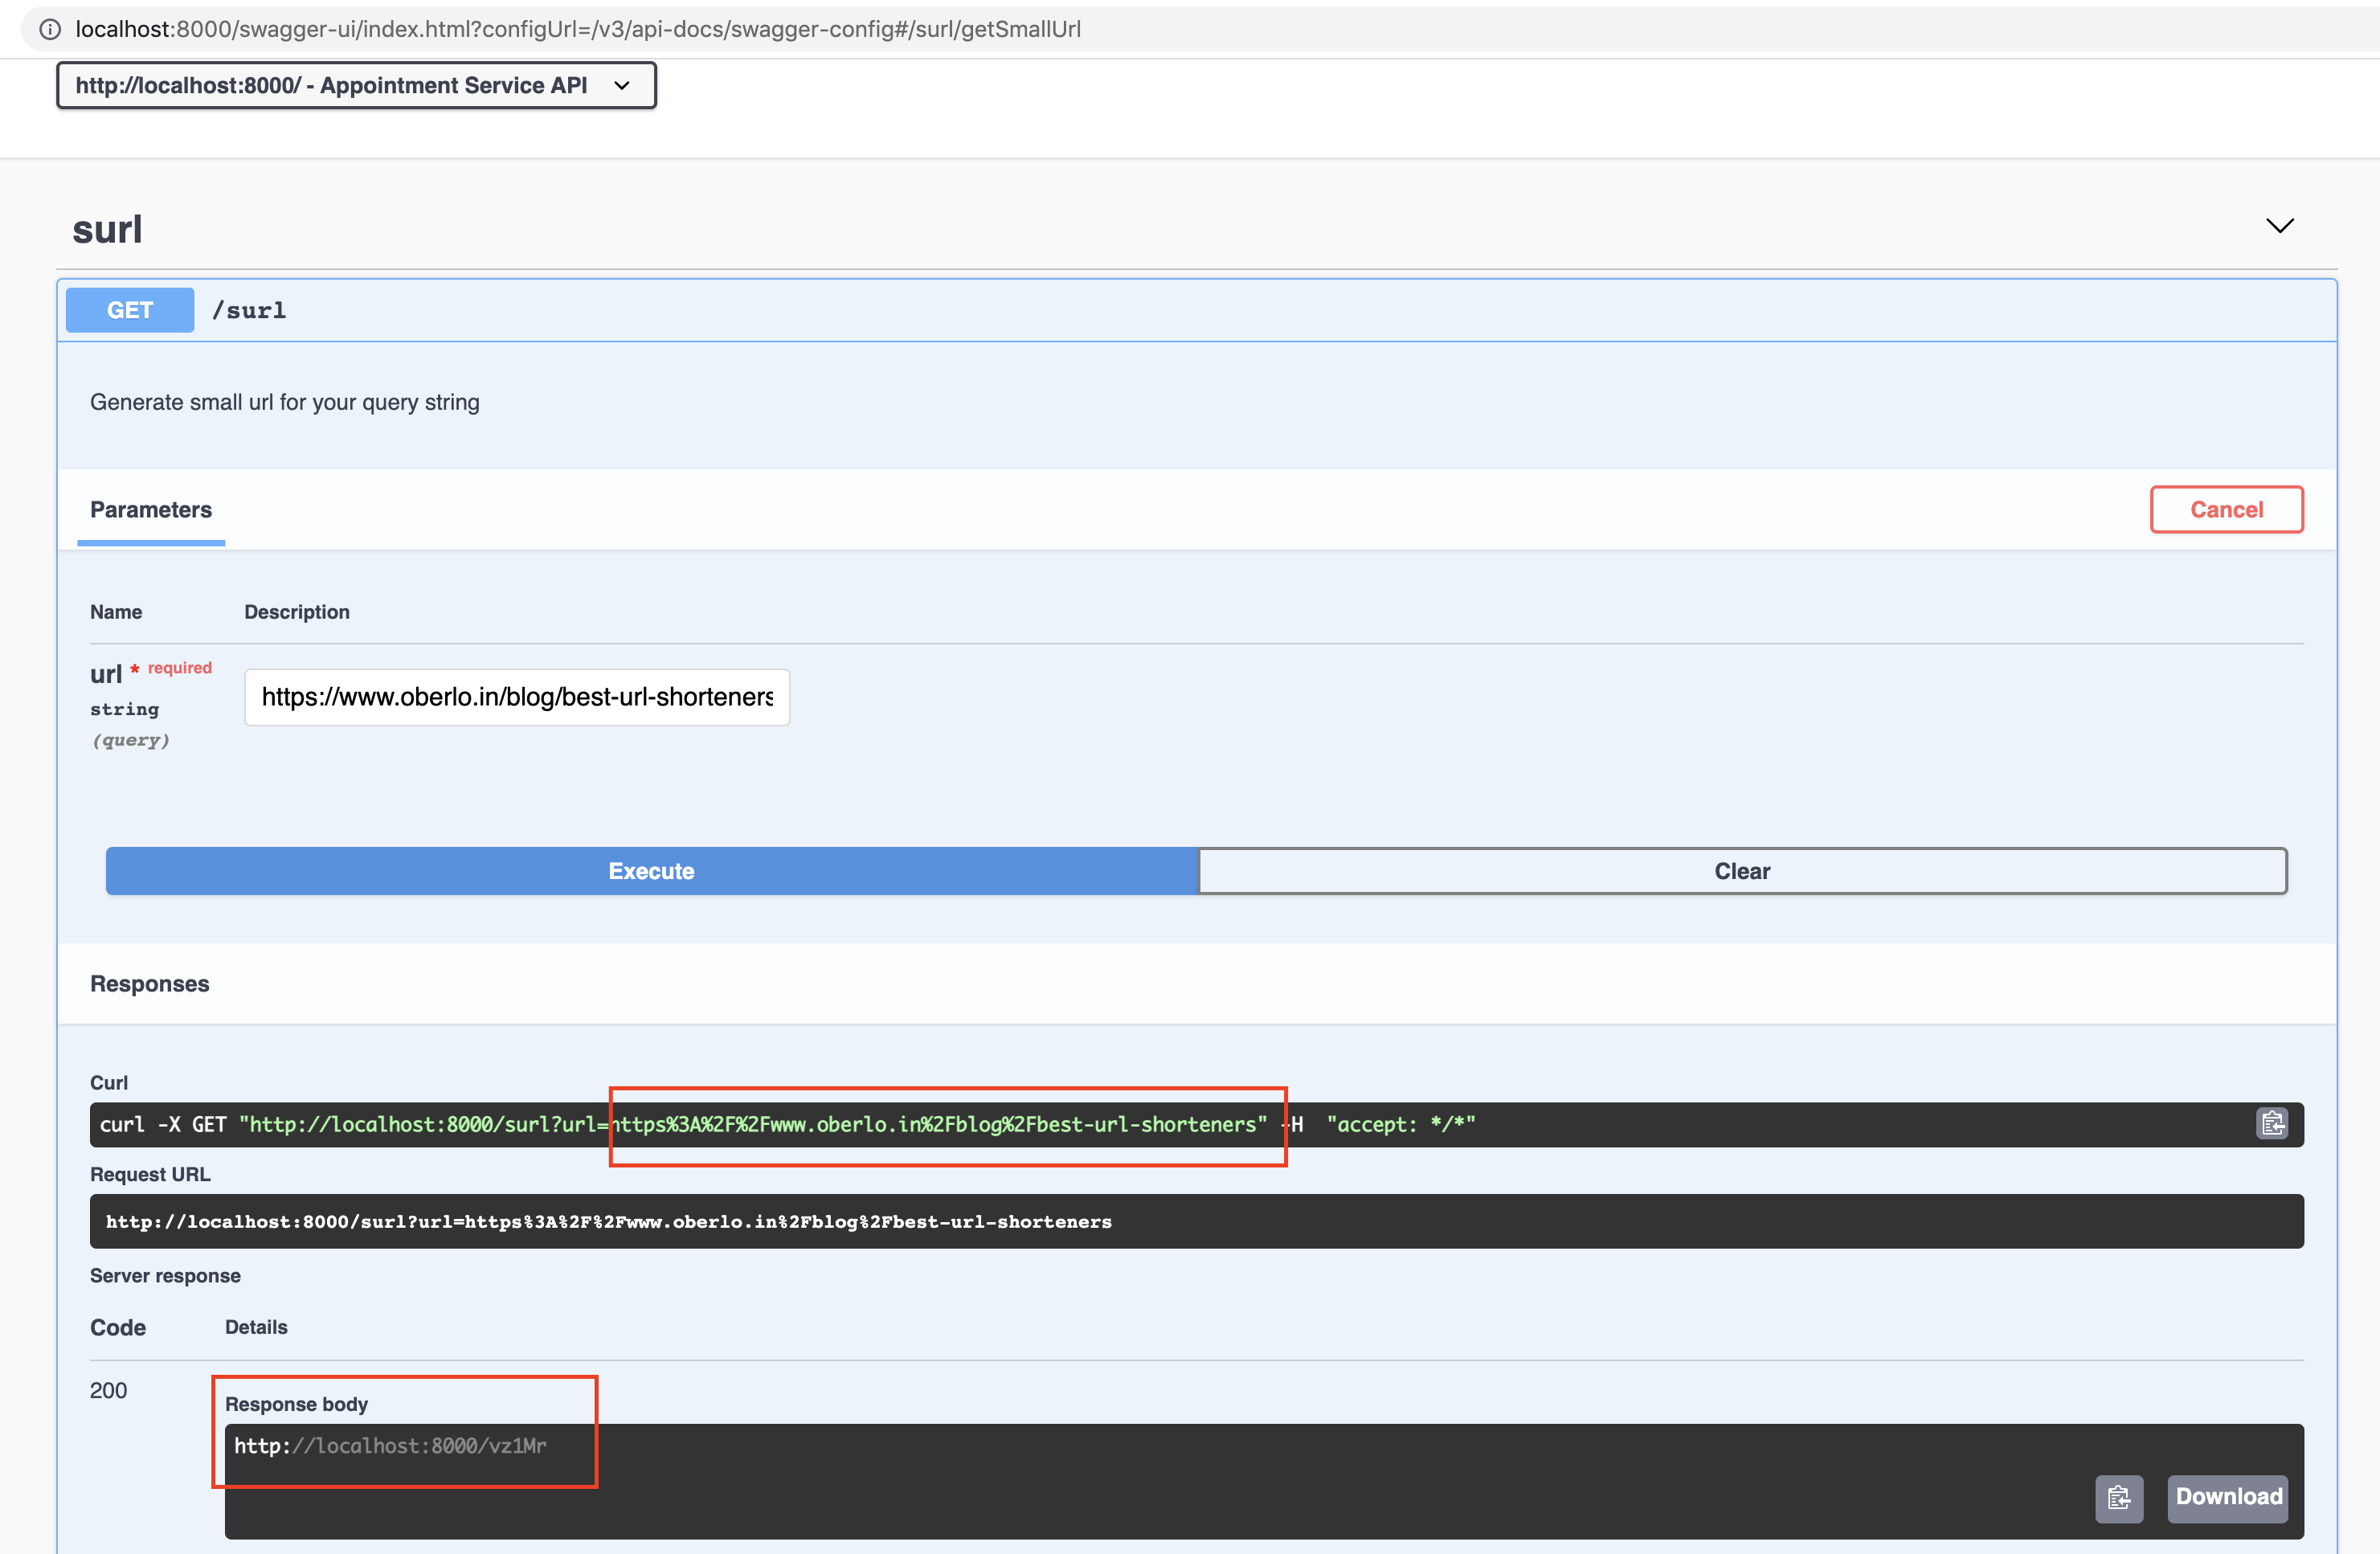 localhost:8000/swagger-ui/index.html?configUrl=/v3/api-docs/swagger-config#/surl/getSmallUrl
http://localhost:8000/ - Appointment Service API
surl
GET /surl
Generate small url for your query string
Parameters Cancel
Name Description
url * required
https://www.oberlo.in/blog/best-url-shorteners
string
(query)
Execute Clear
Responses
Curl
curl -X GET "http://localhost:8000/surl?url=https%3A%2F%2Fwww.oberlo.in%2Fblog%2Fbest-url-shorteners" -H  "accept: */*"
Request URL
http://localhost:8000/surl?url=https%3A%2F%2Fwww.oberlo.in%2Fblog%2Fbest-url-shorteners
Server response
Code Details
200
Response body
http://localhost:8000/vz1Mr
Download